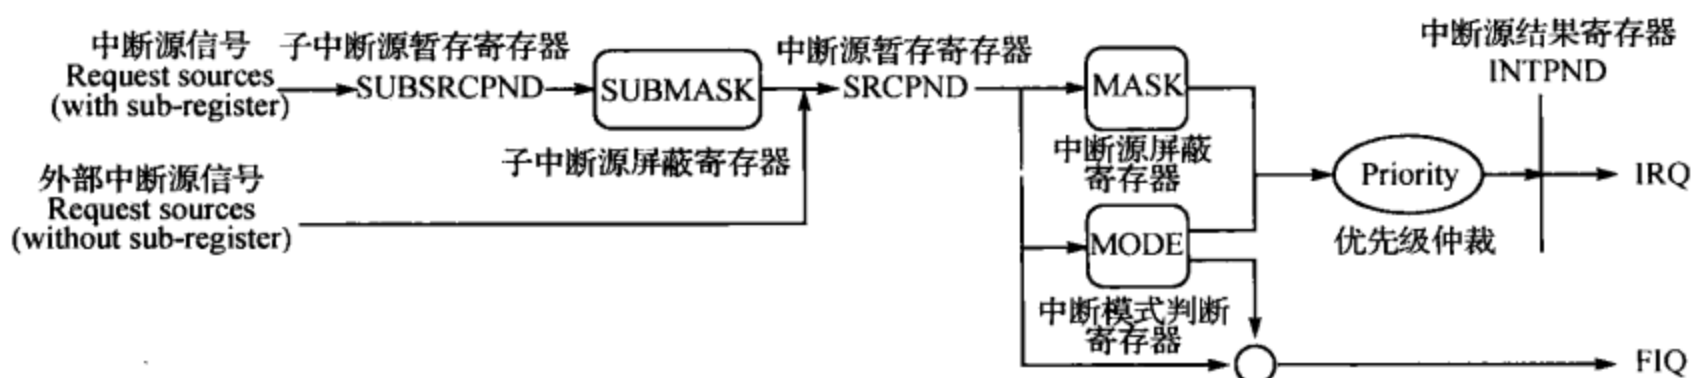 中断源信号
Request sources
(with sub-register)
子中断源暂存寄存器
SUBSRCPND
SUBMASK
子中断源屏蔽寄存器
外部中断源信号
Request sources
(without sub-register)
中断源暂存寄存器
SRCPND
MASK
中断源屏蔽
寄存器
MODE
中断模式判断
寄存器
Priority
优先级仲裁
中断源结果寄存器
INTPND
IRQ
FIQ